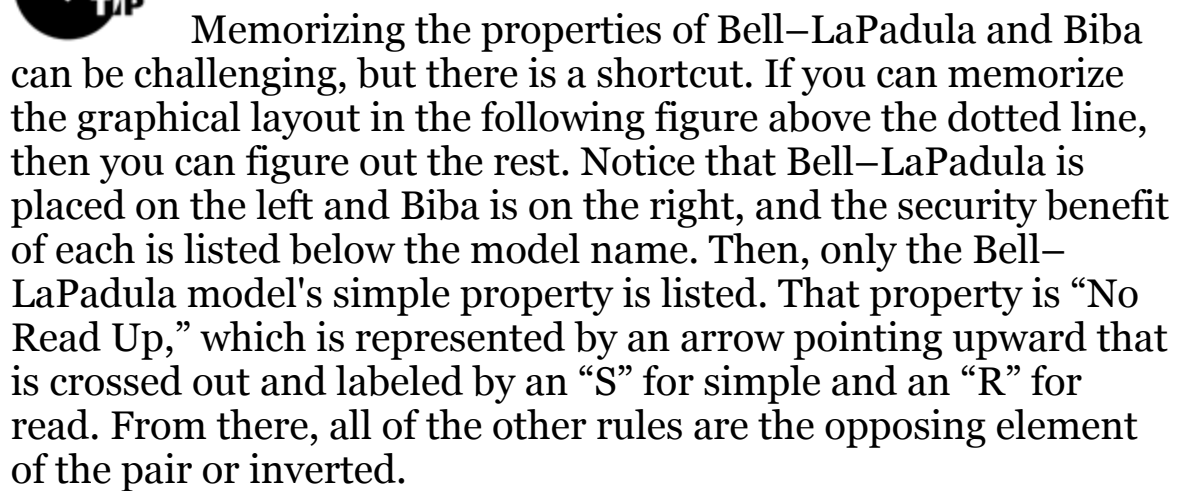 TIP
Memorizing the properties of Bell–LaPadula and Biba
can be challenging, but there is a shortcut. If you can memorize
the graphical layout in the following figure above the dotted line,
then you can figure out the rest. Notice that Bell–LaPadula is
placed on the left and Biba is on the right, and the security benefit
of each is listed below the model name. Then, only the Bell–
LaPadula model's simple property is listed. That property is “No
Read Up,” which is represented by an arrow pointing upward that
is crossed out and labeled by an “S” for simple and an “R” for
read. From there, all of the other rules are the opposing element
of the pair or inverted.